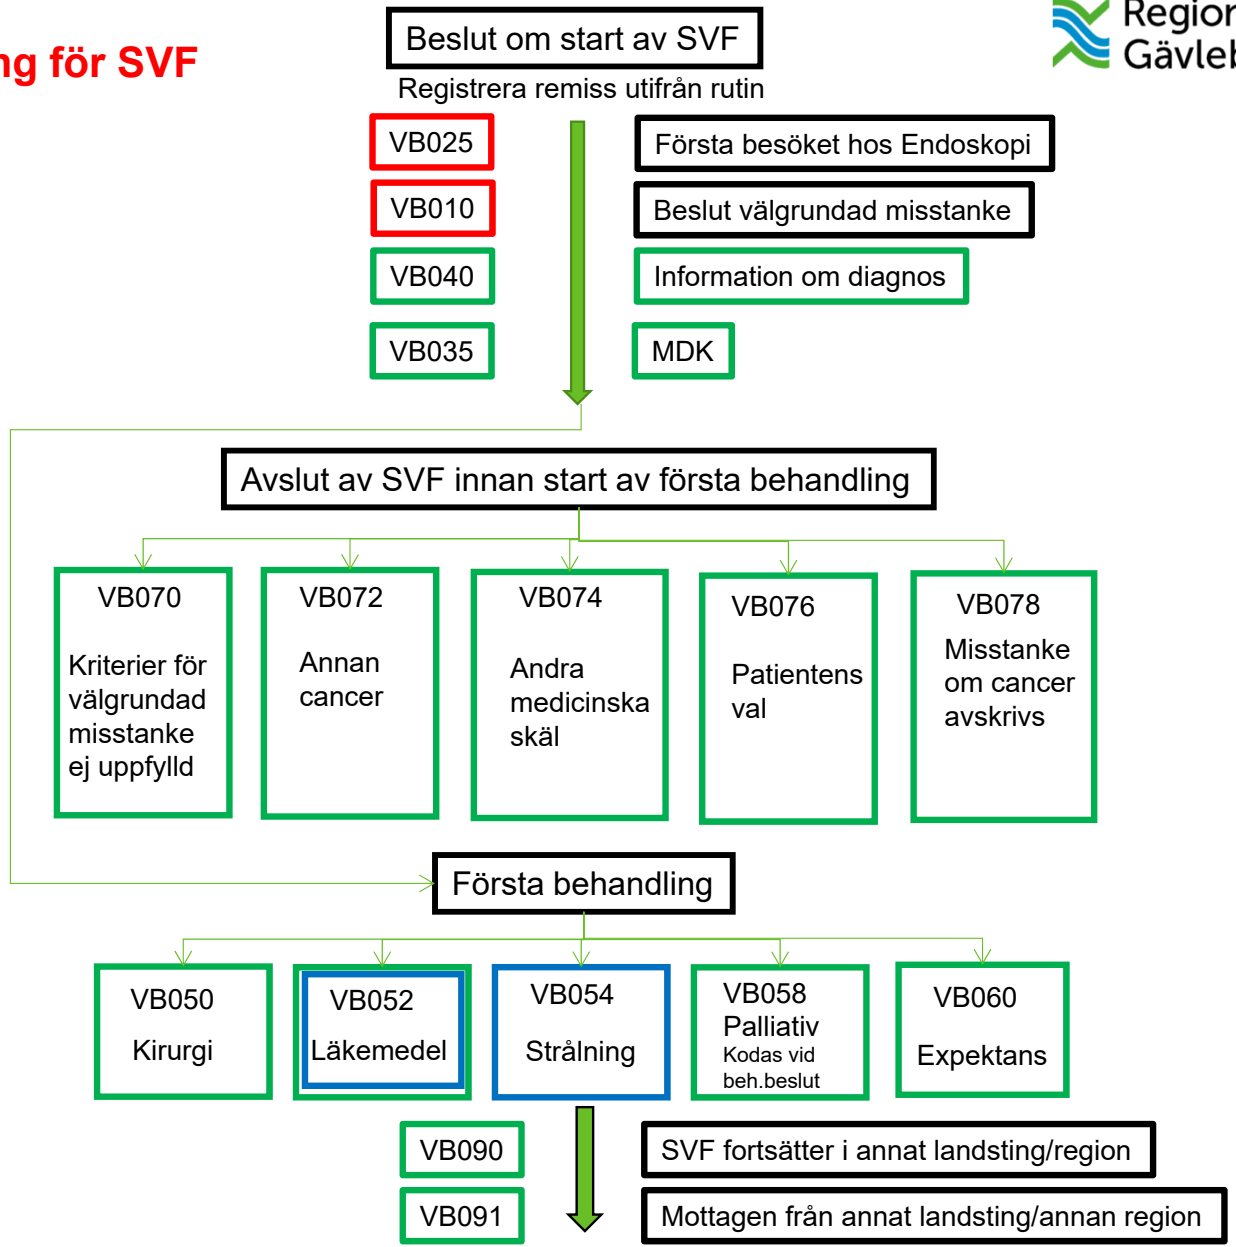 ng för SVF
Beslut om start av SVF
Region
Gävleb
Registrera remiss utifrån rutin
VB025
Första besöket hos Endoskopi
VB010
Beslut välgrundad misstanke
VB040
Information om diagnos
VB035
MDK
Avslut av SVF innan start av första behandling
VB070
Kriterier för
välgrundad
misstanke
ej uppfylld
VB072
Annan
cancer
VB074
Andra
medicinska
skäl
VB076
Patientens
val
VB078
Misstanke
om cancer
avskrivs
Första behandling
VB050
Kirurgi
VB052
Läkemedel
VB054
Strålning
VB058
Palliativ
Kodas vid
beh.beslut
VB060
Expektans
VB090
SVF fortsätter i annat landsting/region
VB091
Mottagen från annat landsting/annan region